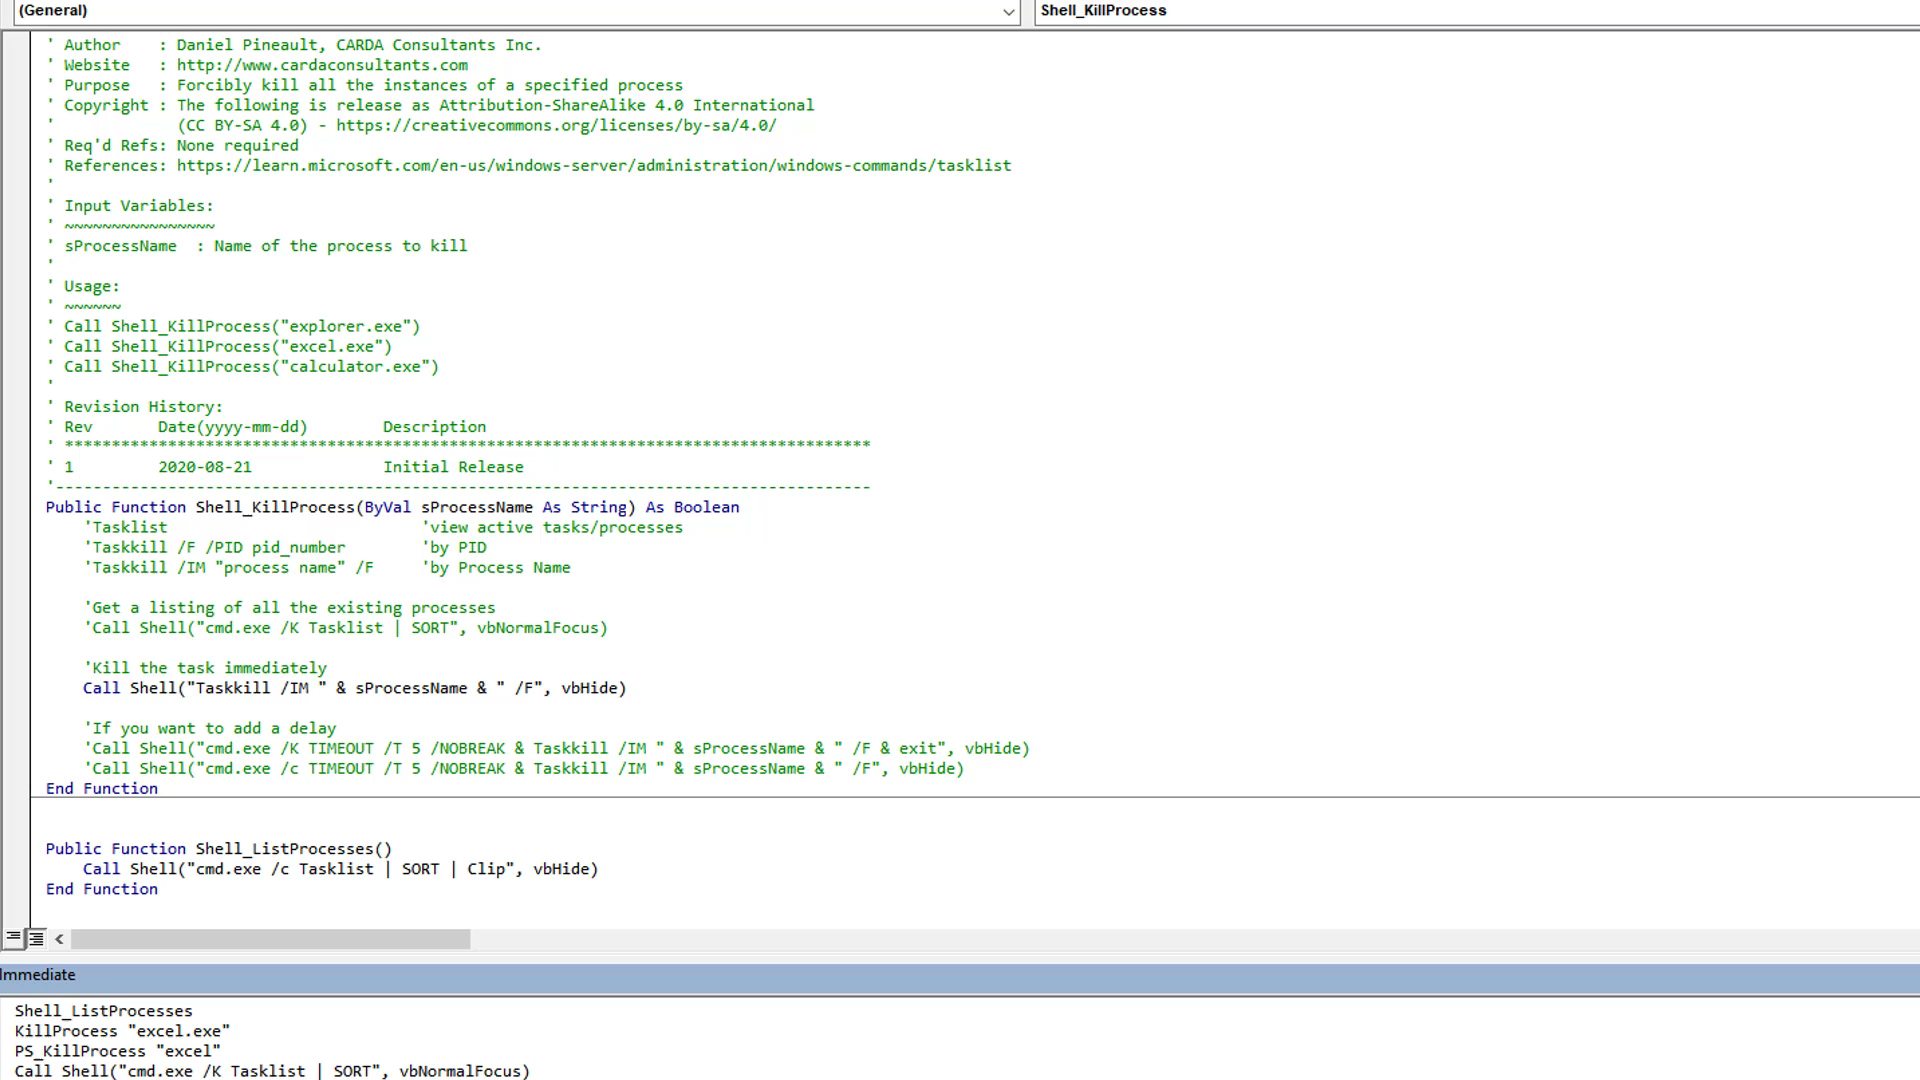 (General)
Shell_KillProcess
' Author    : Daniel Pineault, CARDA Consultants Inc.
' Website   : http://www.cardaconsultants.com
' Purpose   : Forcibly kill all the instances of a specified process
' Copyright : The following is release as Attribution-ShareAlike 4.0 International
'             (CC BY-SA 4.0) - https://creativecommons.org/licenses/by-sa/4.0/
' Req'd Refs: None required
' References: https://learn.microsoft.com/en-us/windows-server/administration/windows-commands/tasklist
'
' Input Variables:
' ~~~~~~~~~~~~~~~~
' sProcessName  : Name of the process to kill
'
' Usage:
' ~~~~~~
' Call Shell_KillProcess("explorer.exe")
' Call Shell_KillProcess("excel.exe")
' Call Shell_KillProcess("calculator.exe")
'
' Revision History:
' Rev       Date(yyyy-mm-dd)        Description
' **************************************************************************************
' 1         2020-08-21              Initial Release
'---------------------------------------------------------------------------------------
Public Function Shell_KillProcess(ByVal sProcessName As String) As Boolean
    'Tasklist                           'view active tasks/processes
    'Taskkill /F /PID pid_number        'by PID
    'Taskkill /IM "process name" /F     'by Process Name
    'Get a listing of all the existing processes
    'Call Shell("cmd.exe /K Tasklist | SORT", vbNormalFocus)
    'Kill the task immediately
    Call Shell("Taskkill /IM " & sProcessName & " /F", vbHide)
    'If you want to add a delay
    'Call Shell("cmd.exe /K TIMEOUT /T 5 /NOBREAK & Taskkill /IM " & sProcessName & " /F & exit", vbHide)
    'Call Shell("cmd.exe /c TIMEOUT /T 5 /NOBREAK & Taskkill /IM " & sProcessName & " /F", vbHide)
End Function
Public Function Shell_ListProcesses()
    Call Shell("cmd.exe /c Tasklist | SORT | Clip", vbHide)
End Function
Immediate
Shell_ListProcesses
KillProcess "excel.exe"
PS_KillProcess "excel"
Call Shell("cmd.exe /K Tasklist | SORT", vbNormalFocus)